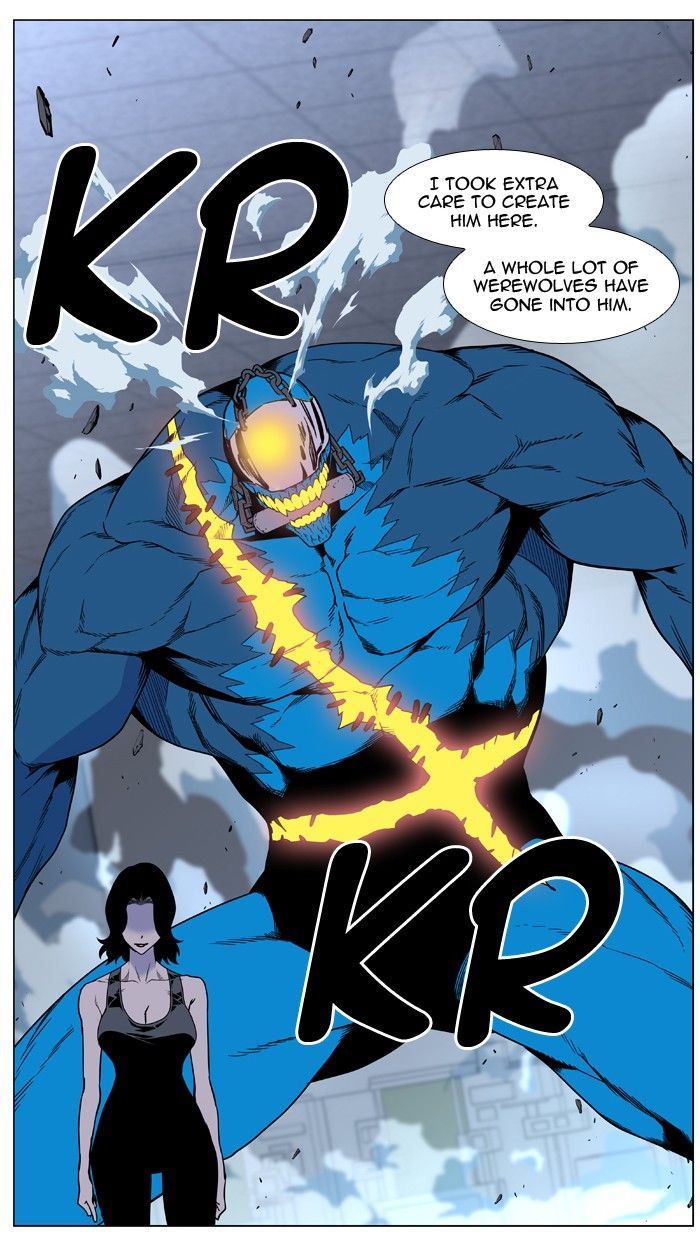 KR
I TOOK EXTRA
CARE TO CREATE
HIM HERE.
A WHOLE LOT OF
WEREWOLVES HAVE
GONE INTO HIM.
KR